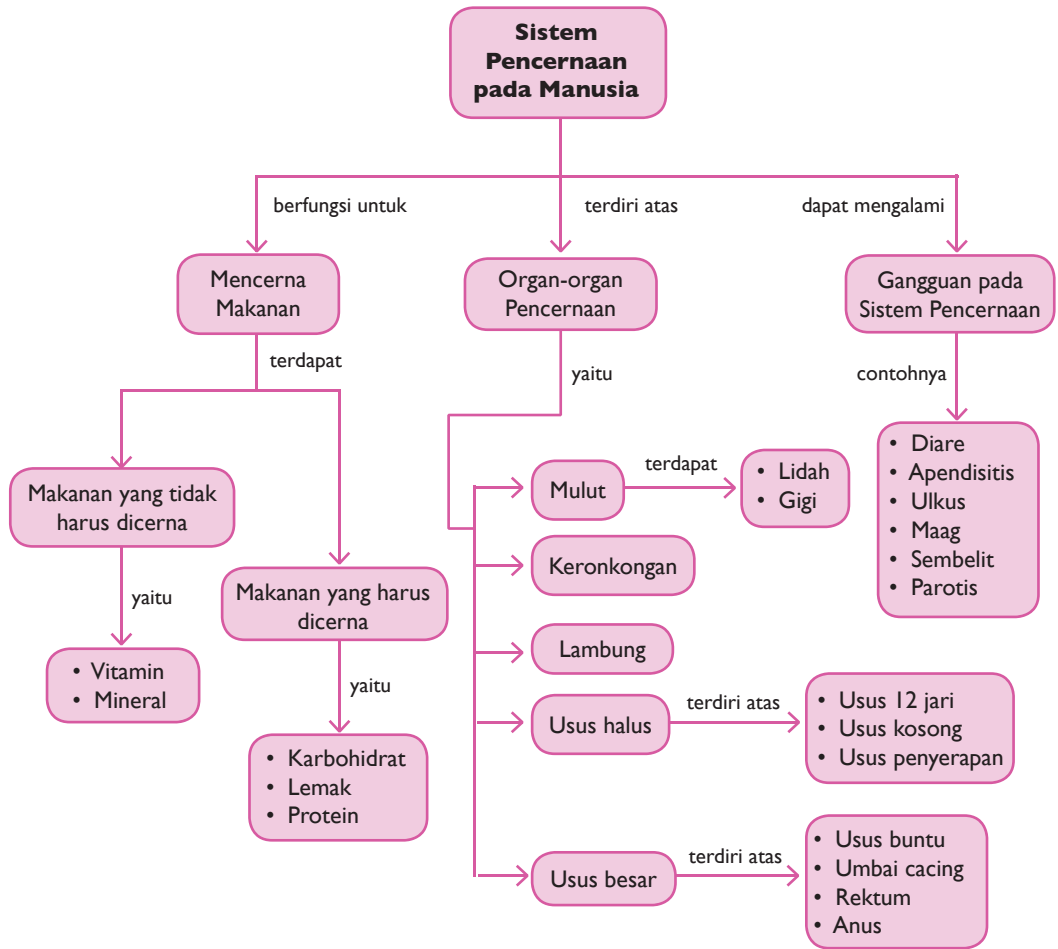 Sistem
Pencernaan
pada Manusia
berfungsi untuk
terdiri atas
dapat mengalami
Mencerna
Makanan
Organ-organ
Pencernaan
Gangguan pada
Sistem Pencernaan
terdapat
yaitu
contohnya
Makanan yang tidak
harus dicerna
yaitu
• Vitamin
• Mineral
Makanan yang harus
dicerna
yaitu
• Karbohidrat
• Lemak
• Protein
Mulut
terdapat
• Lidah
• Gigi
Keronkongan
Lambung
Usus halus
terdiri atas
• Usus 12 jari
• Usus kosong
• Usus penyerapan
Usus besar
terdiri atas
• Usus buntu
• Umbai cacing
• Rektum
• Anus
• Diare
• Apendisitis
• Ulkus
• Maag
• Sembelit
• Parotis